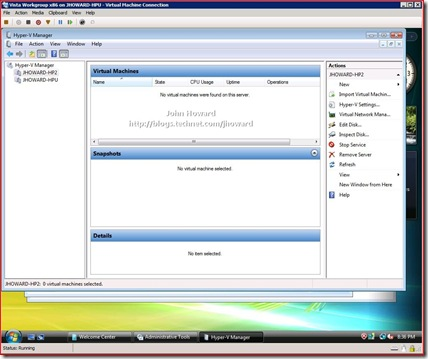 Vista Workgroup x86 on JHOWARD-HPU - Virtual Machine Connection
File Action Media Clipboard View Help
Hyper-V Manager
File Action View Window Help
Hyper-V Manager
JHOWARD-HP2
JHOWARD-HPU
Virtual Machines
Name State CPU Usage Uptime Operations
No virtual machines were found on this server.
John Howard
http://blogs.technet.com/jhoward
Snapshots
No virtual machine selected.
Details
No item selected.
Actions
JHOWARD-HP2
New
Import Virtual Machin...
Hyper-V Settings...
Virtual Network Mana...
Edit Disk...
Inspect Disk...
Stop Service
Remove Server
Refresh
View
New Window from Here
Help
JHOWARD-HP2: 0 virtual machines selected.
Welcome Center
Administrative Tools
Hyper-V Manager
8:38 PM
Status: Running